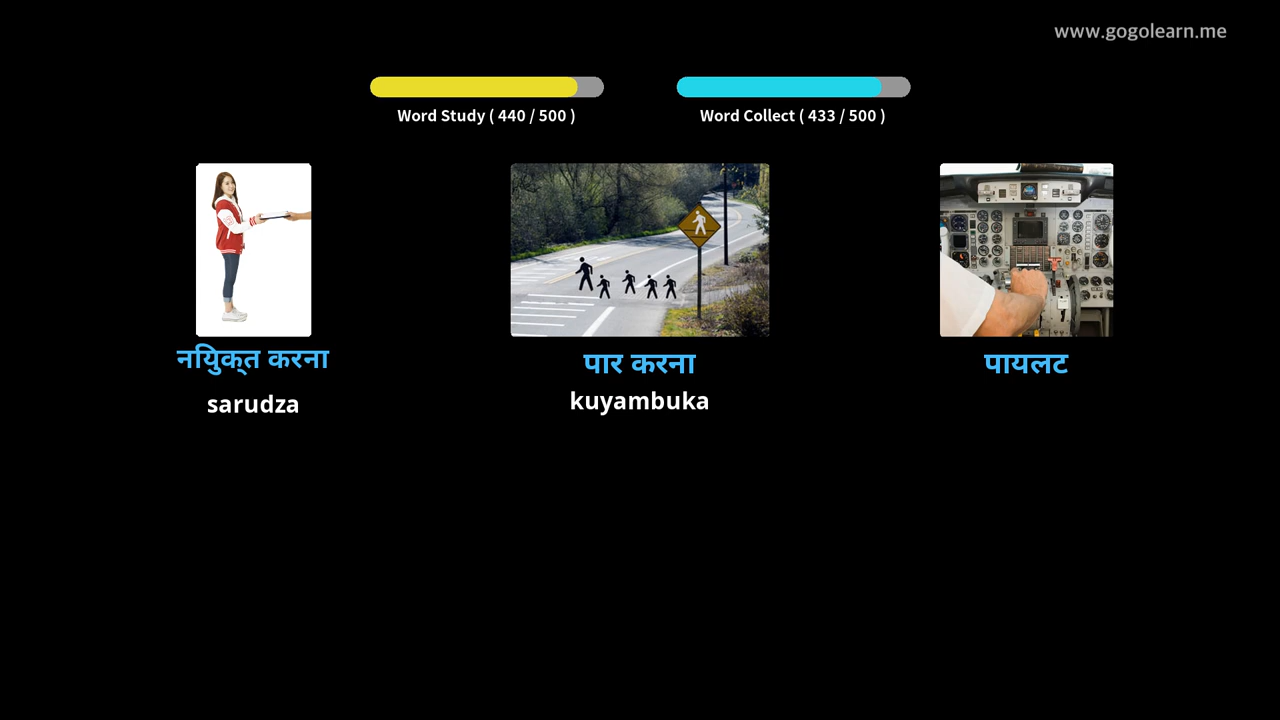 www.gogolearn.me
Word Study ( 440 / 500 )
Word Collect ( 433 / 500 )
नियुक्त करना
sarudza
पार करना
kuyambuka
पायलट